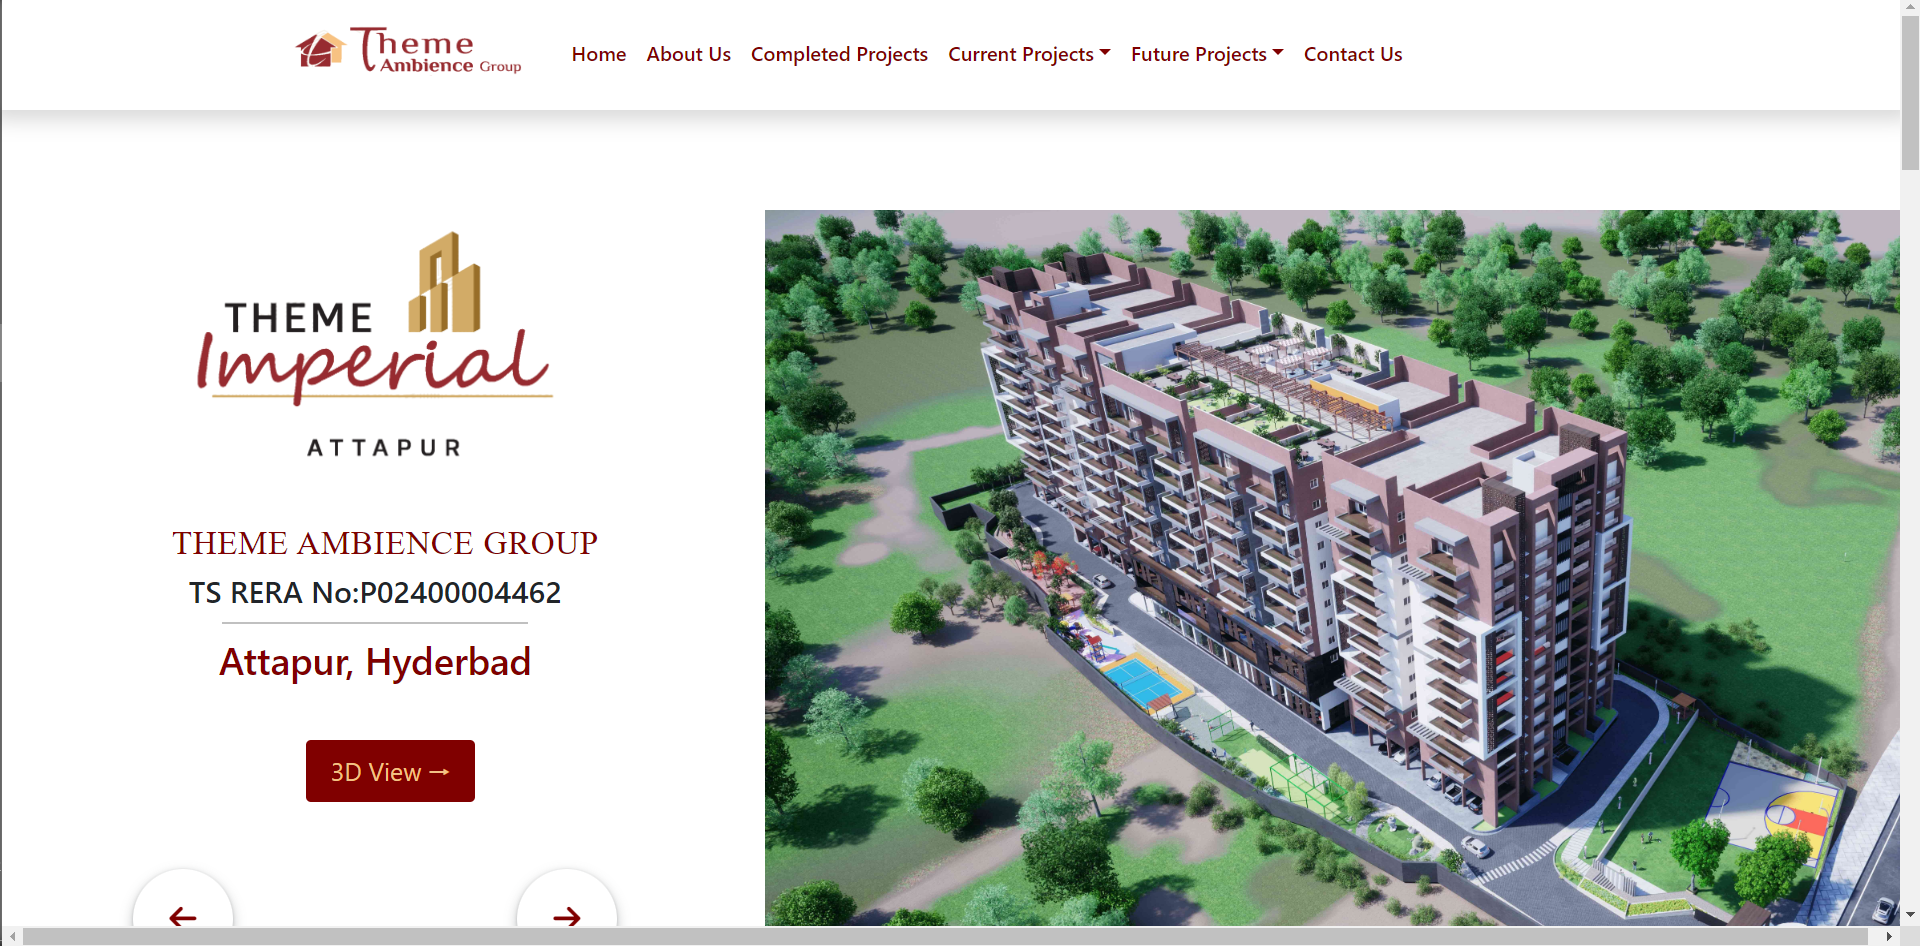 Theme
Ambience Group
Home About Us Completed Projects Current Projects Future Projects Contact Us
THEME
Imperial
ATTAPUR
THEME AMBIENCE GROUP
TS RERA No:P02400004462
Attapur, Hyderbad
3D View →